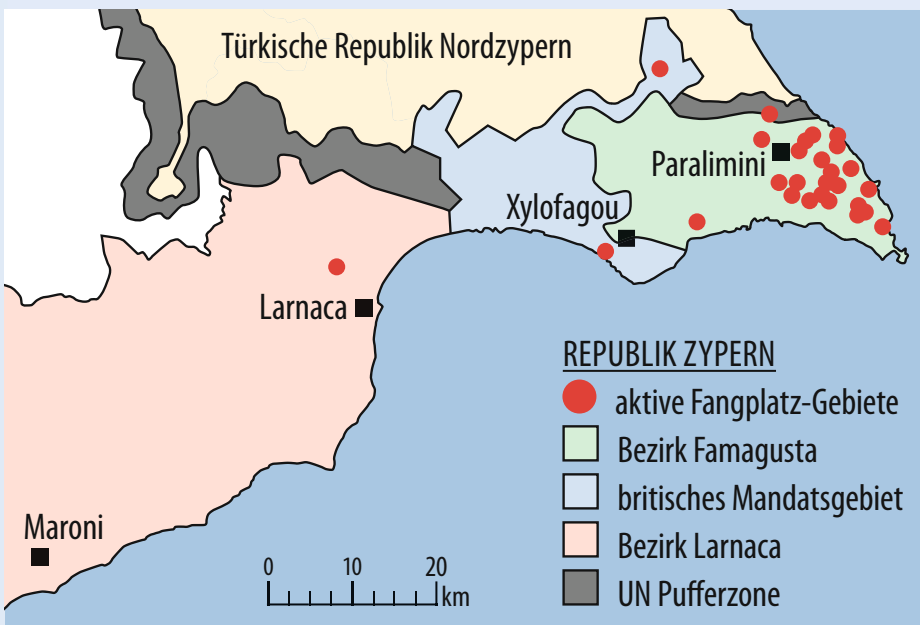 Türkische Republik Nordzypern
Paralimini
Xylofagou
Larnaca
Maroni
REPUBLIK ZYPERN
aktive Fangplatz-Gebiete
Bezirk Famagusta
britisches Mandatsgebiet
Bezirk Larnaca
UN Pufferzone
0 10 20
km